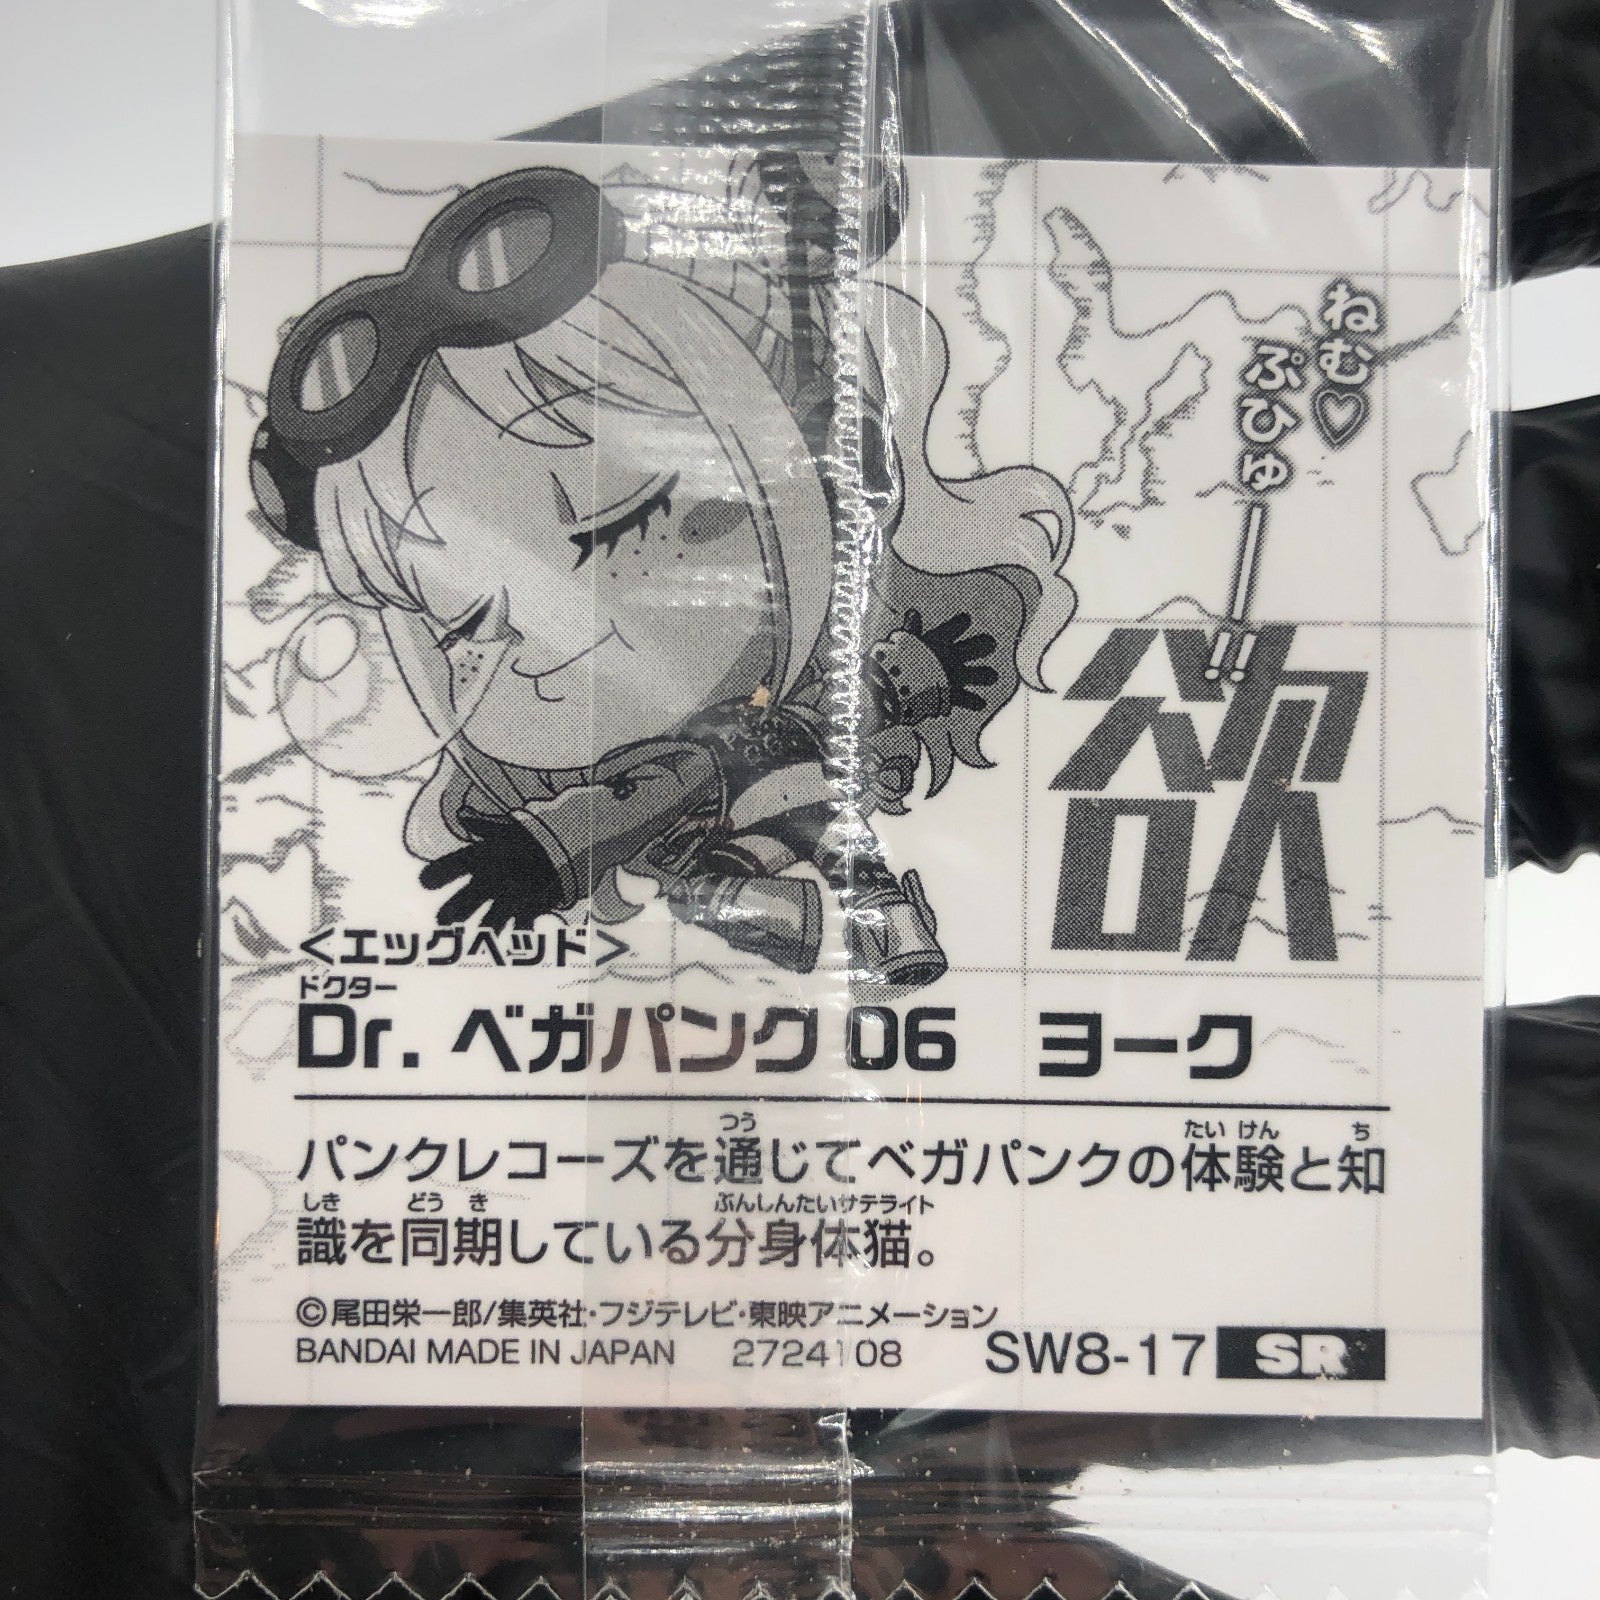 ねむ♡
ぷひゅーーー!!
欲
<エッグヘッド>
ドクター
Dr. ベガパンク 06 ヨーク
つう たい けん ち
パンクレコーズを通じてベガパンクの体験と知
しき どう き ぶんしんたいサテライト
識を同期している分身体猫。
©尾田栄一郎/集英社・フジテレビ・東映アニメーション
BANDAI MADE IN JAPAN 2724108 SW8-17 SR